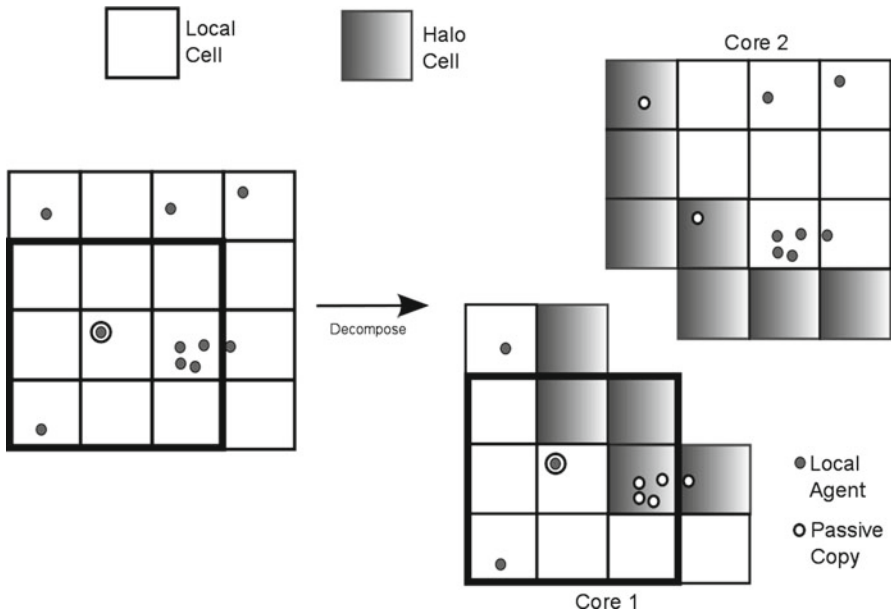 Local
Cell
Halo
Cell
Core 2
Decompose
Local
Agent
Passive
Copy
Core 1